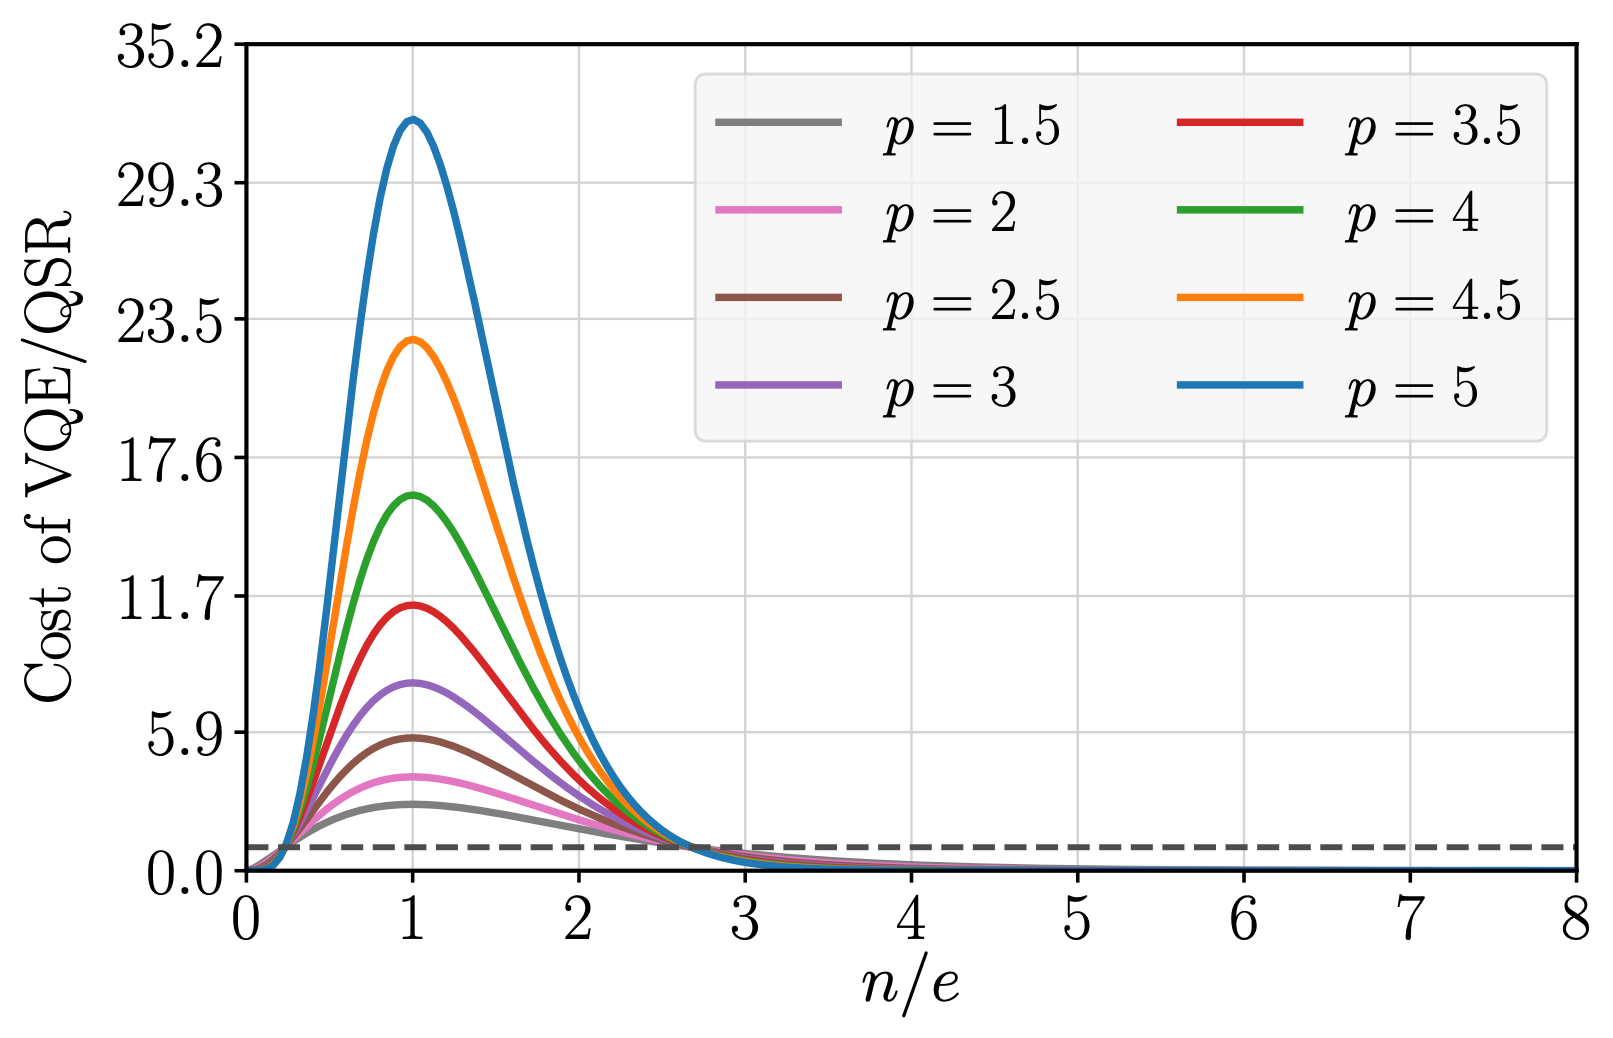 Cost of VQE/QSR
35.2
29.3
23.5
17.6
11.7
5.9
0.0
p = 1.5
p = 2
p = 2.5
p = 3
p = 3.5
p = 4
p = 4.5
p = 5
0 1 2 3 4 5 6 7 8
n/e